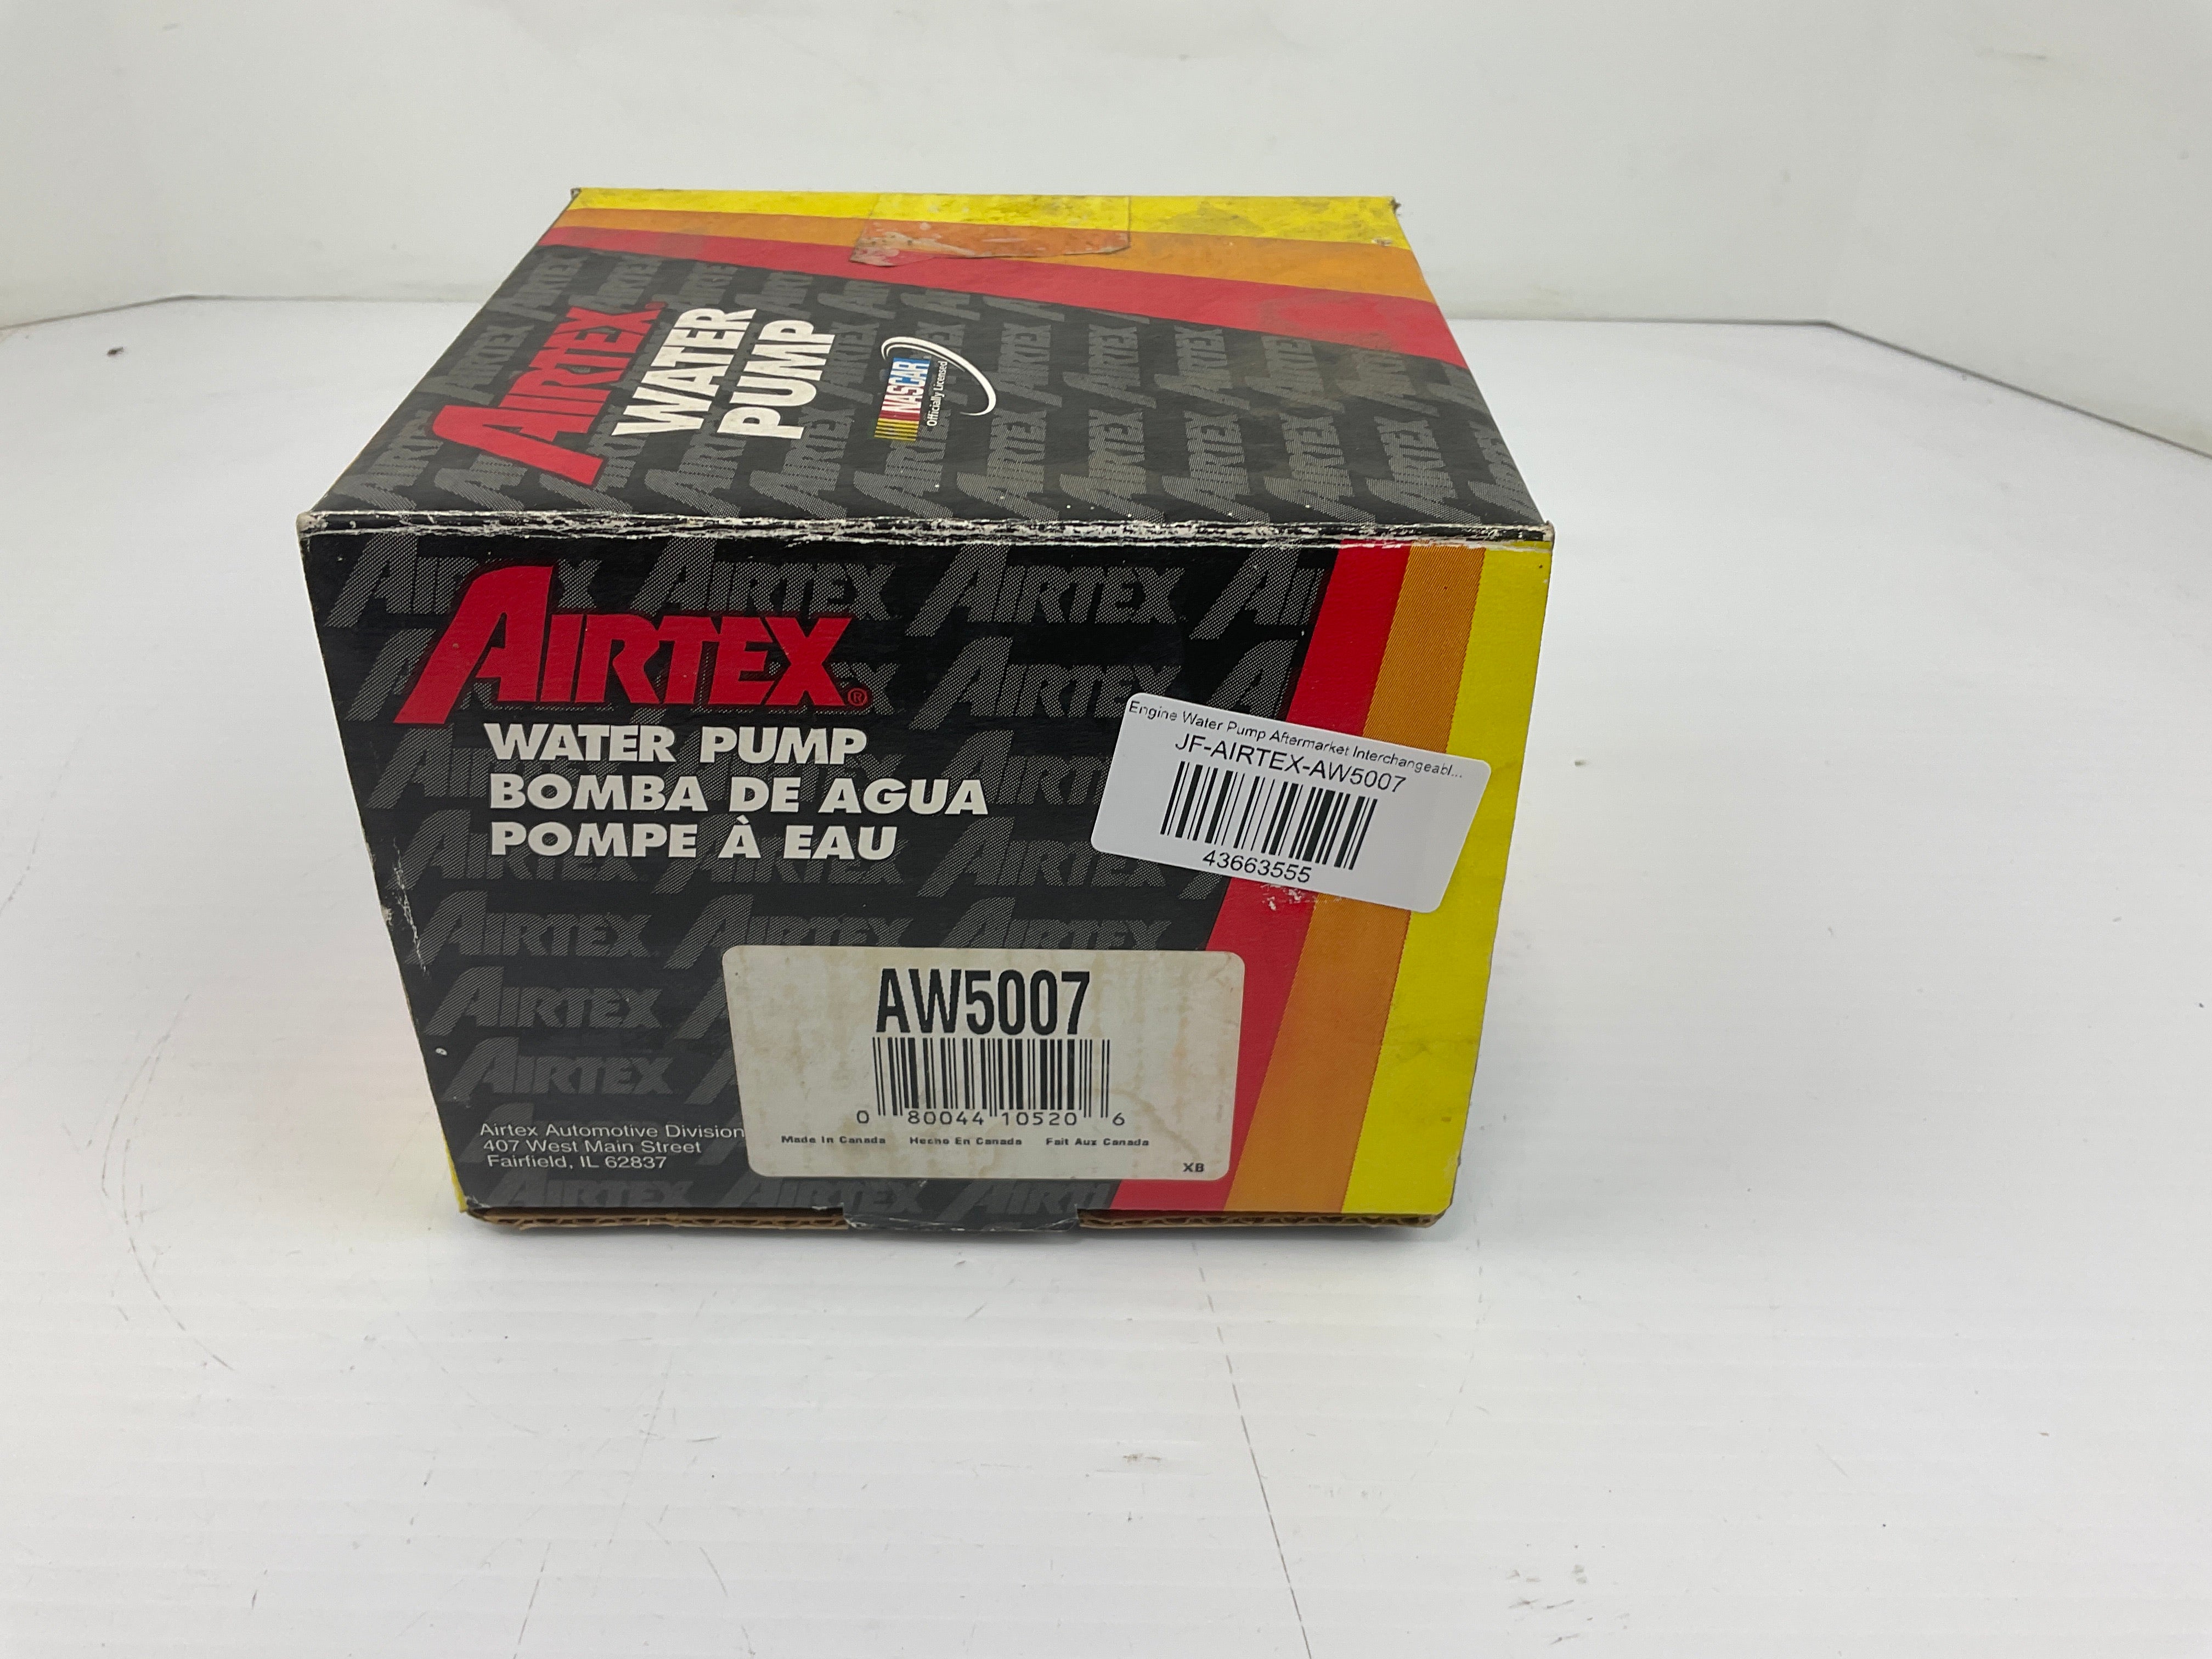 AIRTEX
WATER
PUMP
NASCAR
Officially Licensed
AIRTEX®
WATER PUMP
BOMBA DE AGUA
POMPE À EAU
Engine Water Pump Aftermarket Interchangeabl...
JF-AIRTEX-AW5007
43663555
AW5007
0 80044 10520 6
Made In Canada Hecho En Canada Fait Aux Canada
XB
Airtex Automotive Division
407 West Main Street
Fairfield, IL 62837